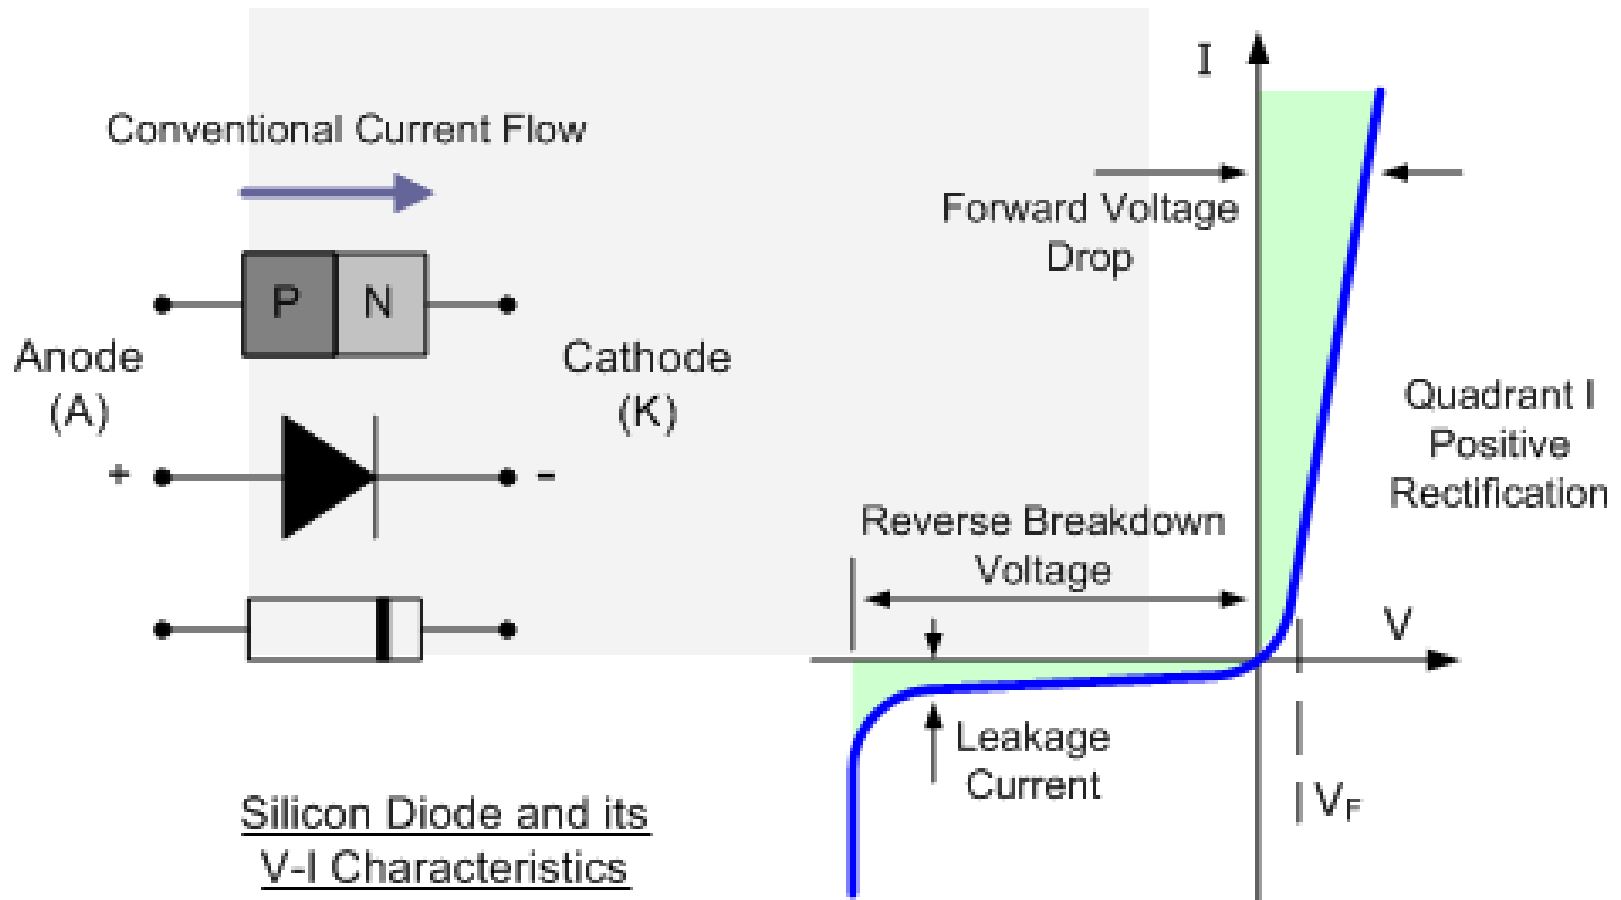 Conventional Current Flow
P
N
Anode
(A)
Cathode
(K)
+
-
Silicon Diode and its
V-I Characteristics
I
Forward Voltage
Drop
Quadrant I
Positive
Rectification
Reverse Breakdown
Voltage
V
Leakage
Current
VF